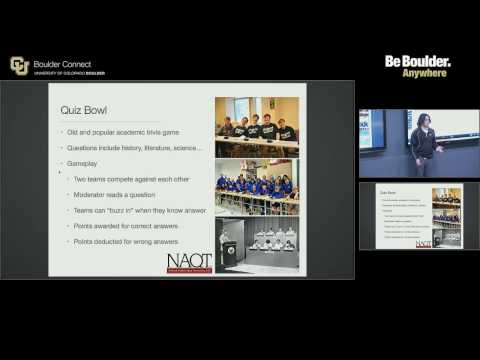 Boulder Connect
UNIVERSITY OF COLORADO BOULDER
Be Boulder.
Anywhere
Quiz Bowl
Old and popular academic trivia game
Questions include history, literature, science…
Gameplay
Two teams compete against each other
Moderator reads a question
Teams can "buzz in" when they know answer
Points awarded for correct answers
Points deducted for wrong answers
NAQT
Quiz Bowl